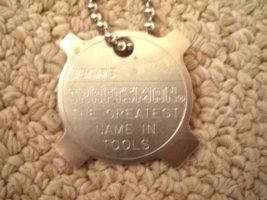 CRAFTSMAN®
THE GREATEST
NAME IN
TOOLS